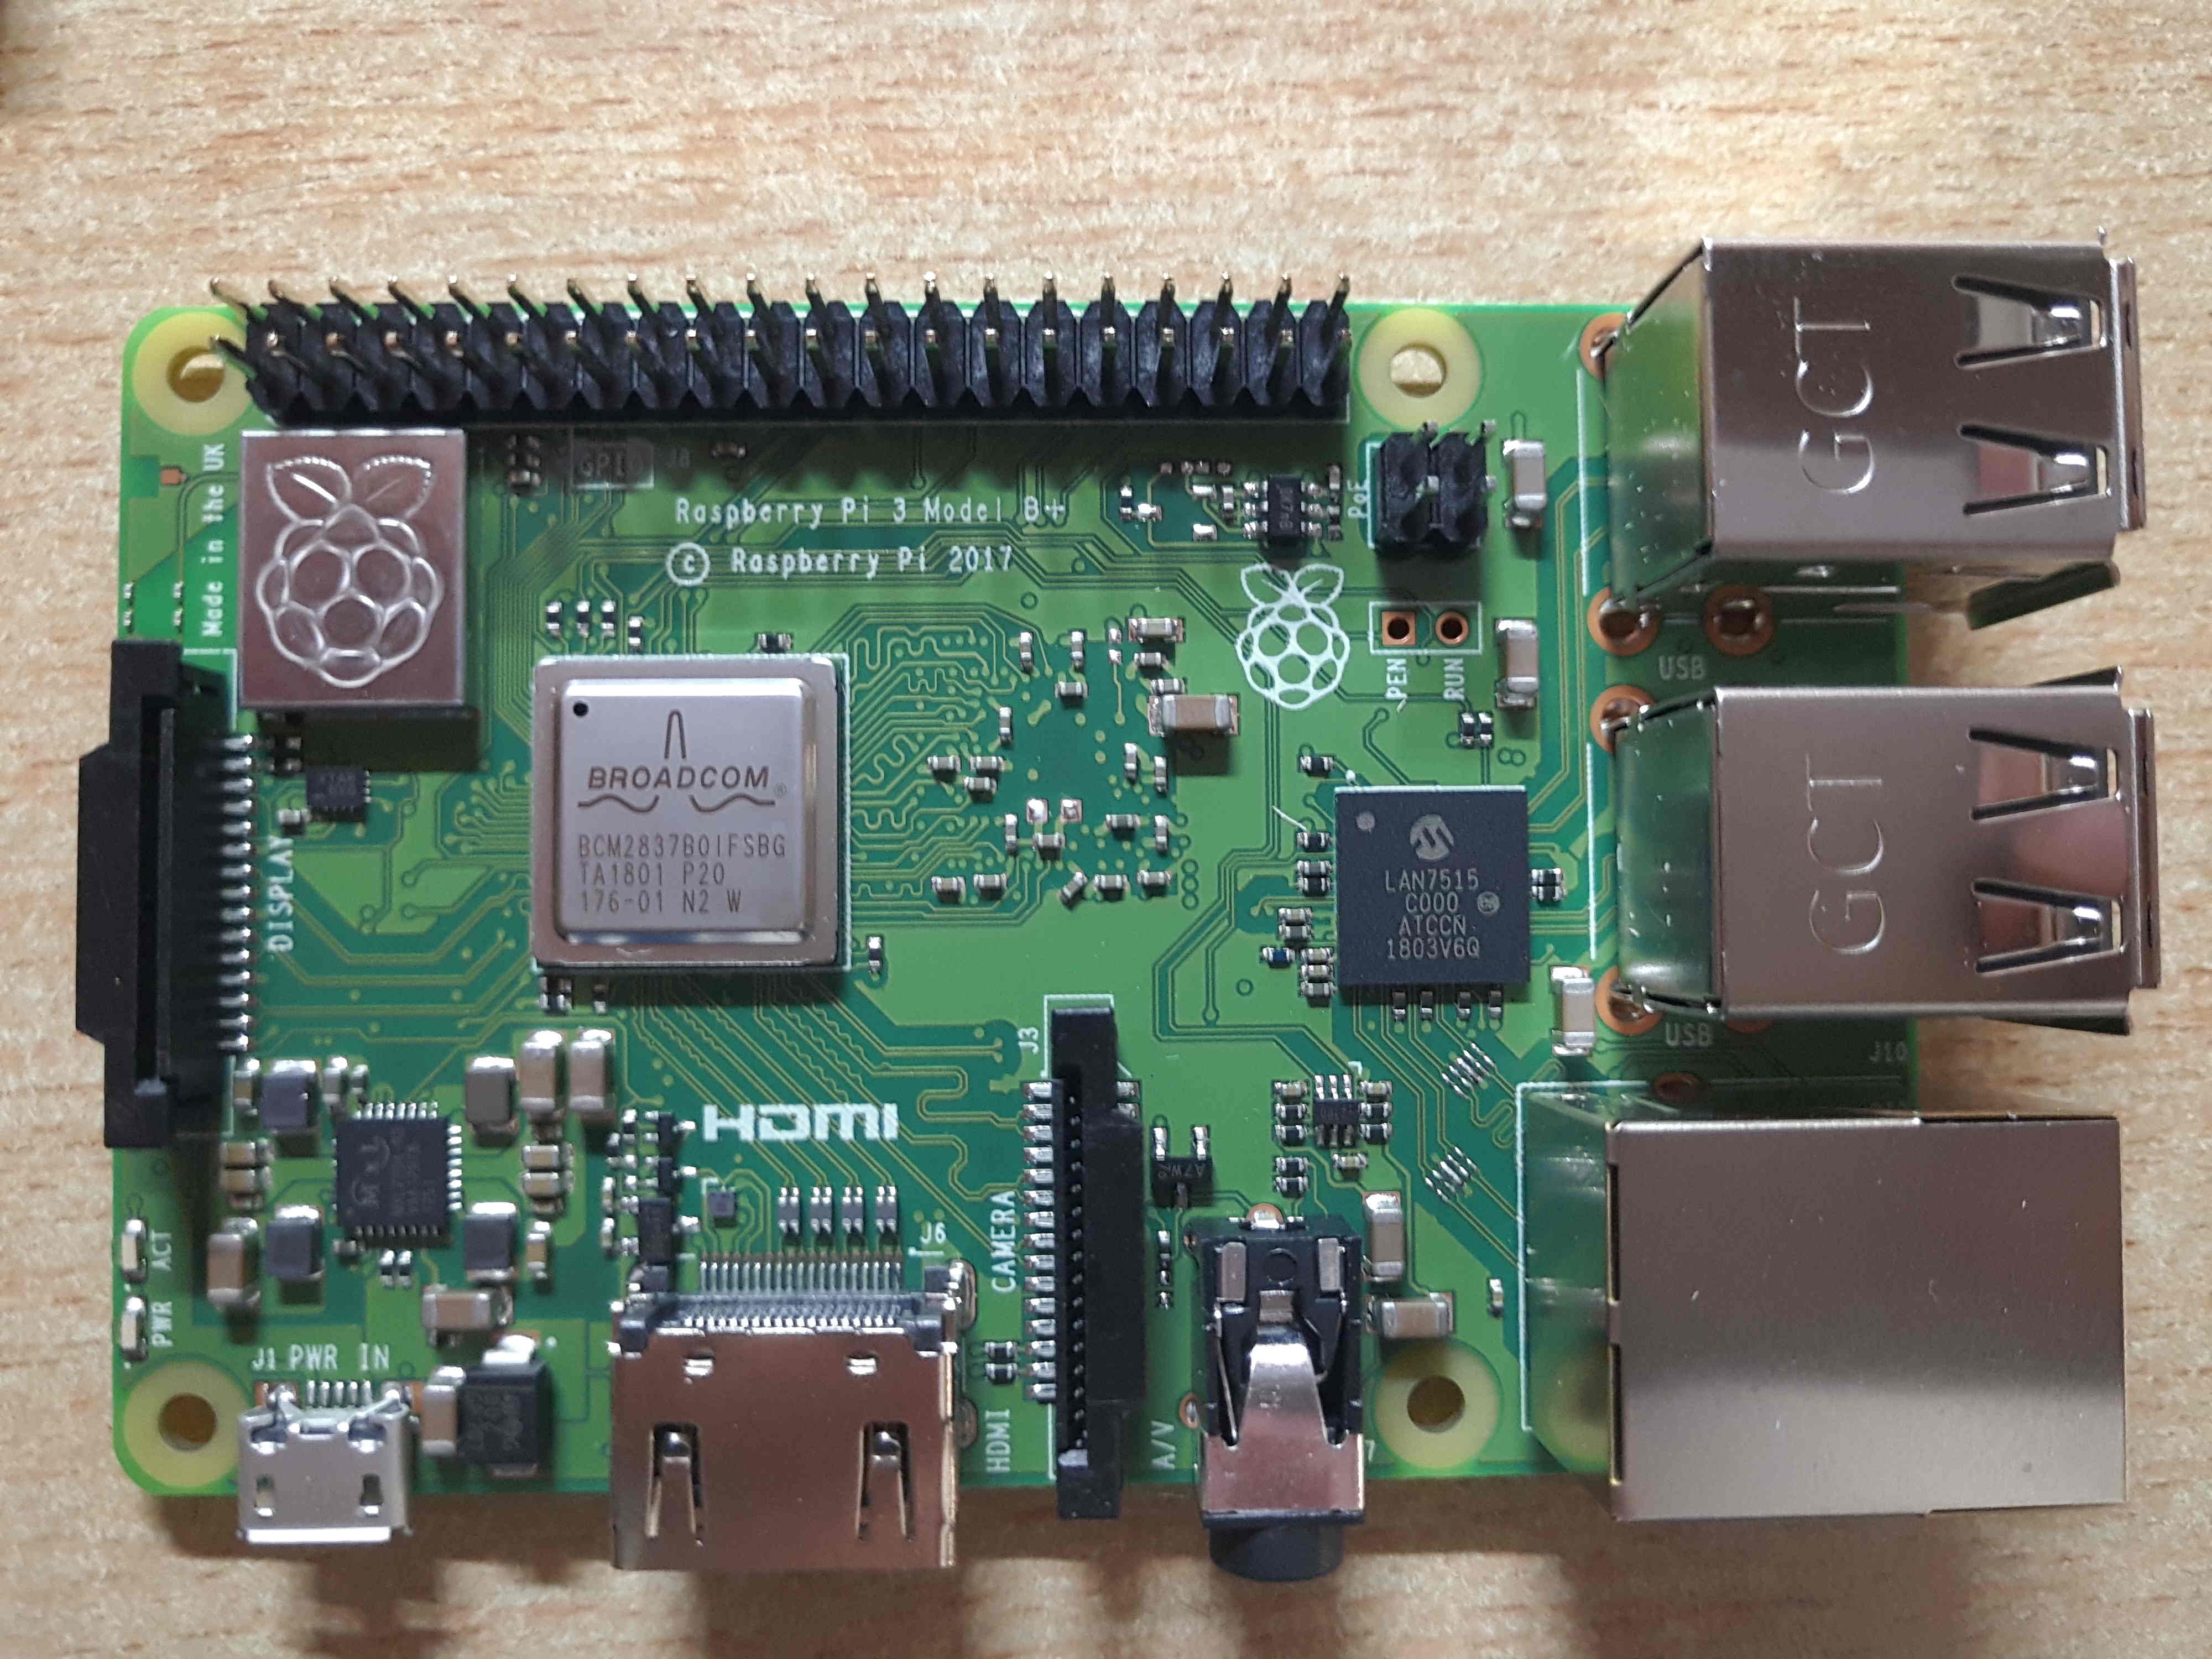 GPIO
J8
Made in the UK
Raspberry Pi 3 Model B+
© Raspberry Pi 2017
PoE
GCT
PEN
RUN
USB
BROADCOM®
BCM2837B0IFSBG
TA1801 P20
176-01 N2 W
DISPLAY
LAN7515
C000
ATCCN
1803V6Q
GCT
USB
J10
J3
HDMI
A7W
CAMERA
J6
ACT
PWR
J1 PWR IN
HDMI
A/V
7